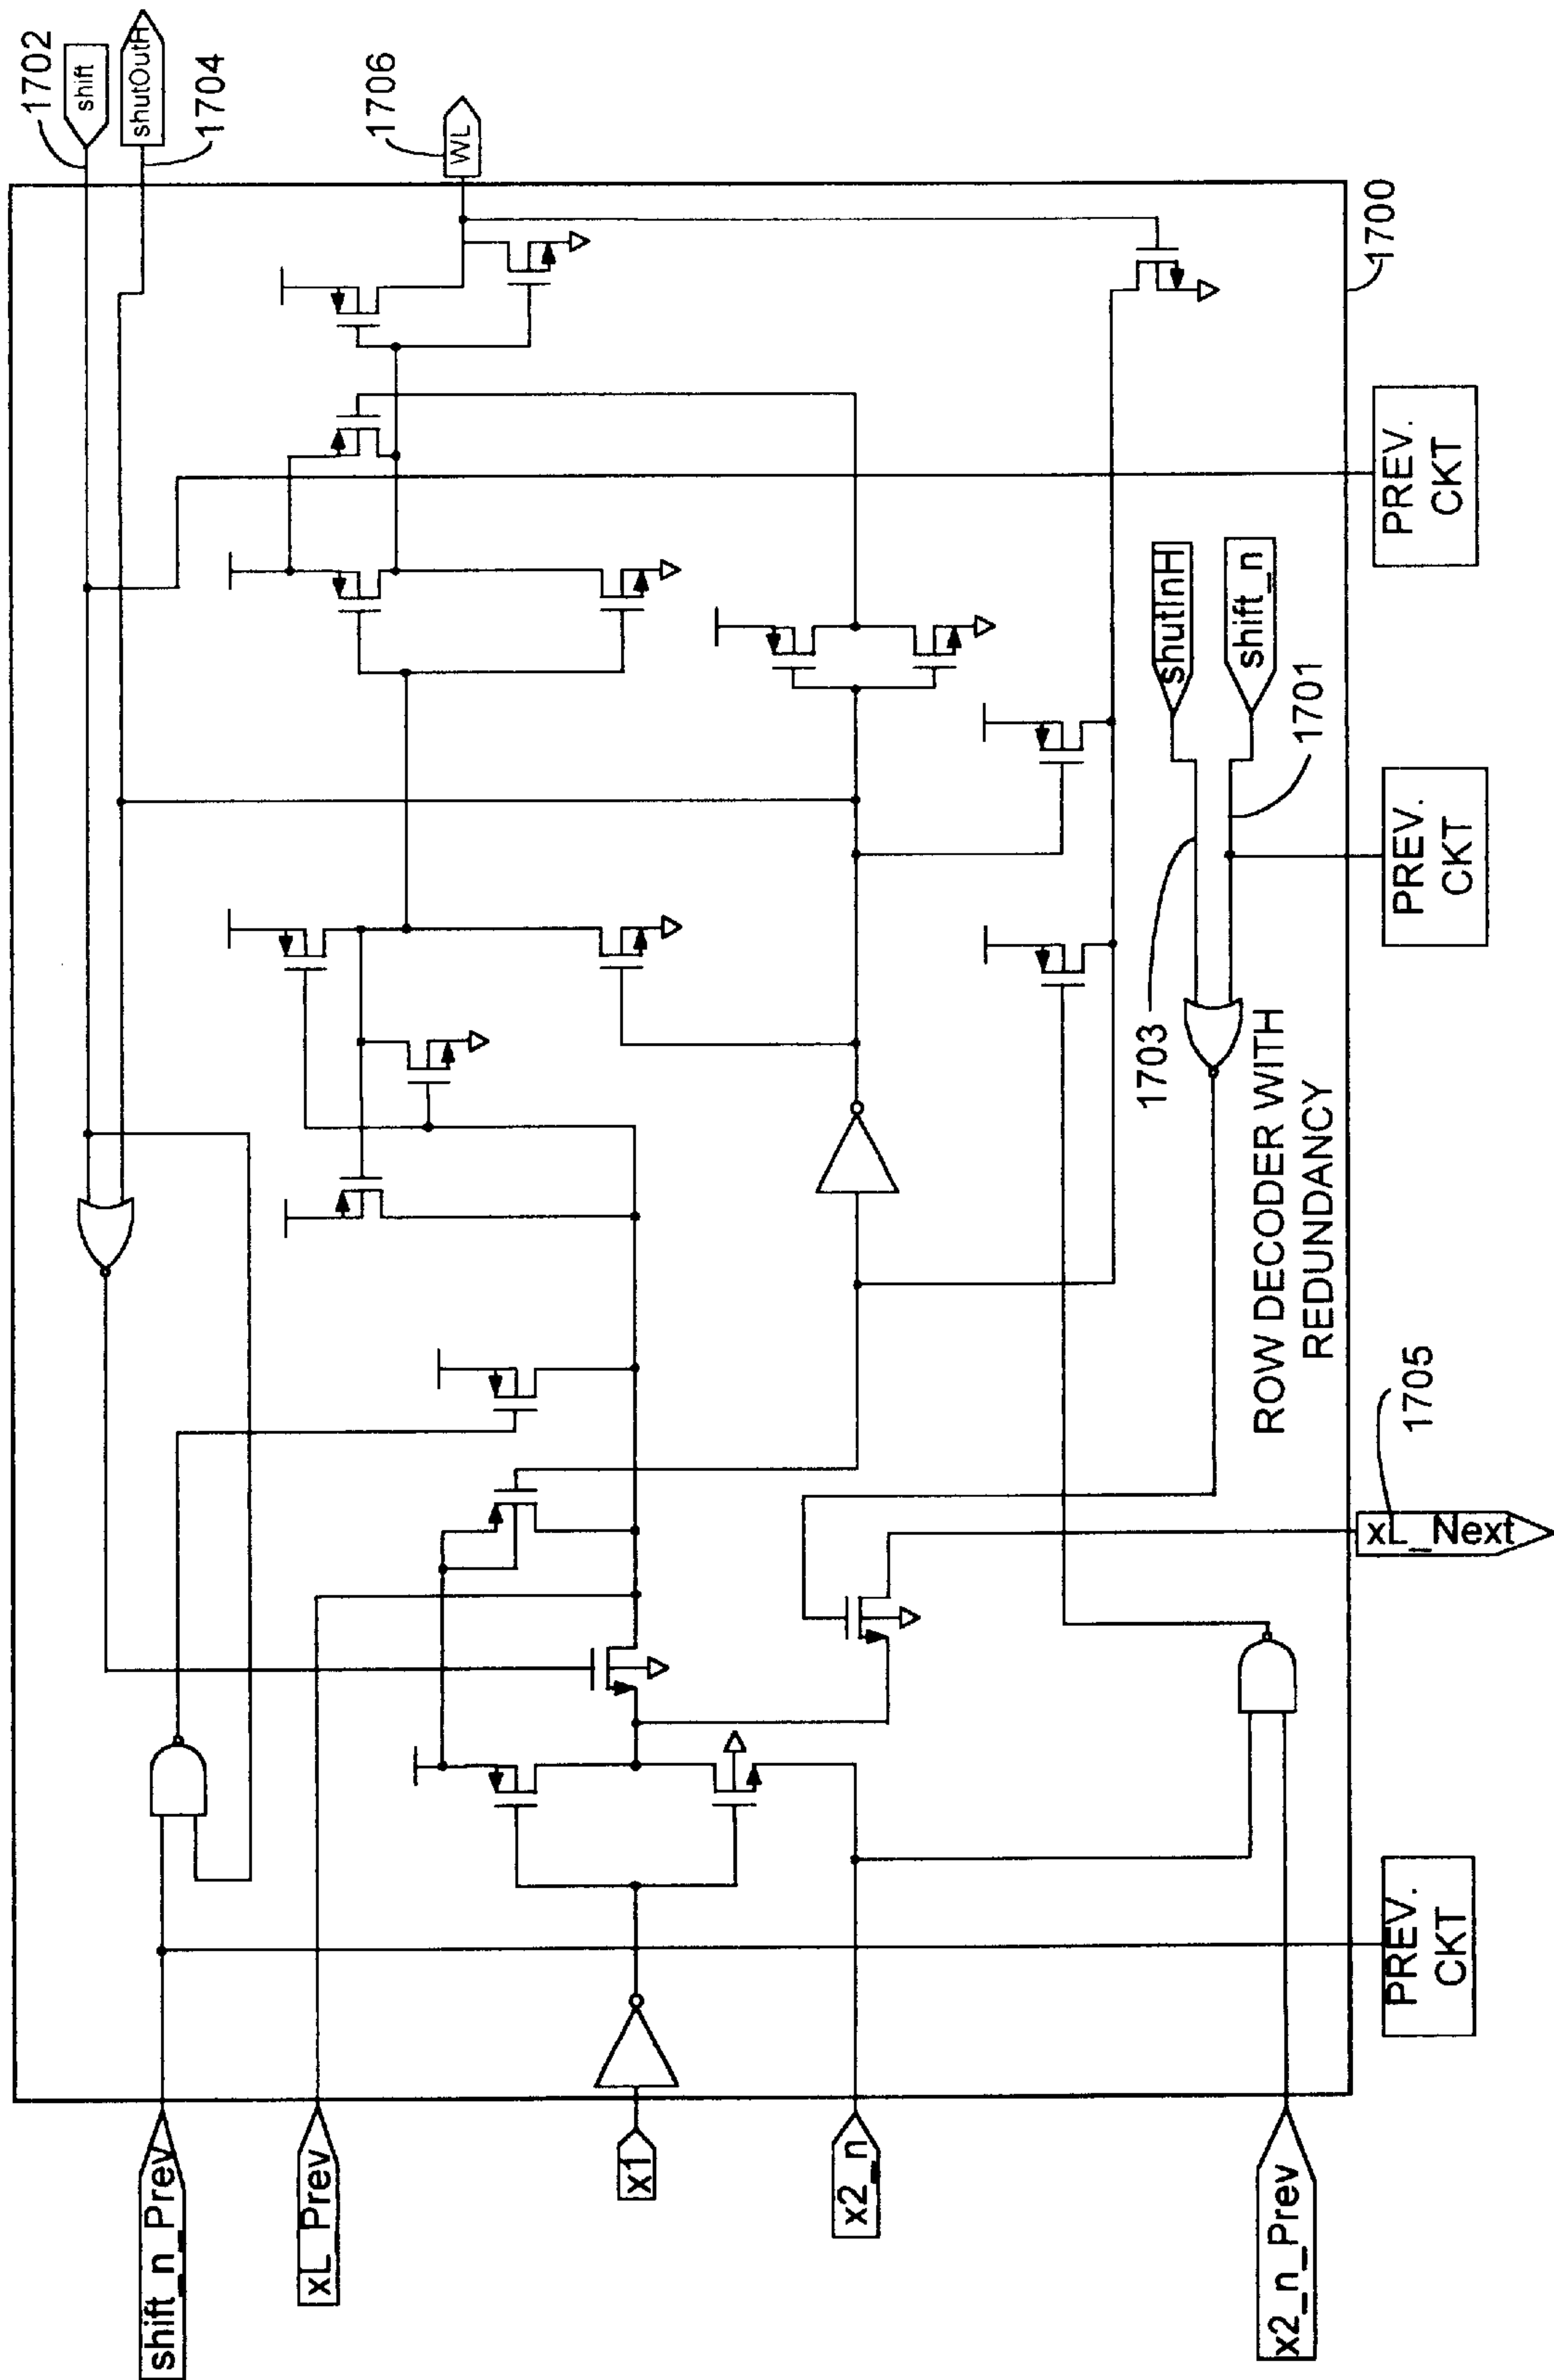 1702
shift
shutOutH
1704
1706
WL
1700
PREV.
CKT
shutInH
shift_n
1701
PREV.
CKT
1703
ROW DECODER WITH
REDUNDANCY
1705
xL_Next
PREV.
CKT
shift_n_Prev
xL_Prev
x1
x2_n
x2_n_Prev